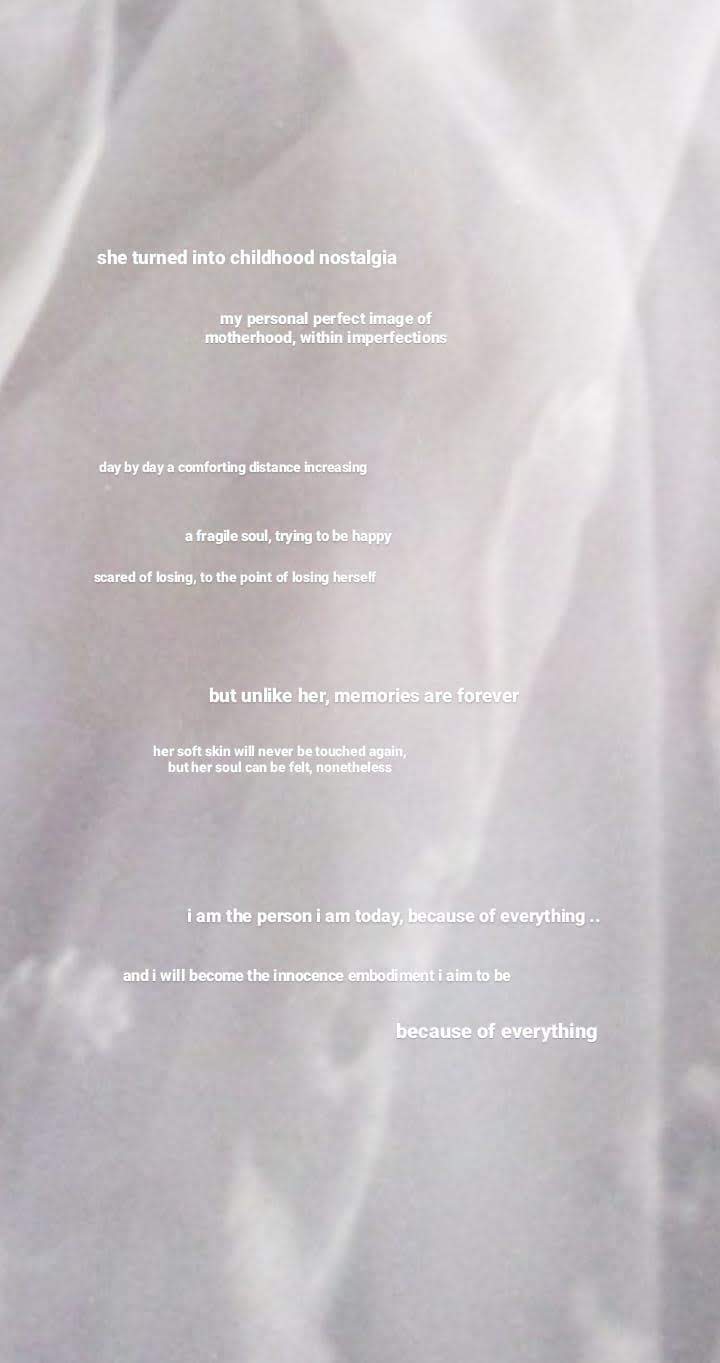 she turned into childhood nostalgia
my personal perfect image of
motherhood, within imperfections
day by day a comforting distance increasing
a fragile soul, trying to be happy
scared of losing, to the point of losing herself
but unlike her, memories are forever
her soft skin will never be touched again,
but her soul can be felt, nonetheless
i am the person i am today, because of everything ..
and i will become the innocence embodiment i aim to be
because of everything